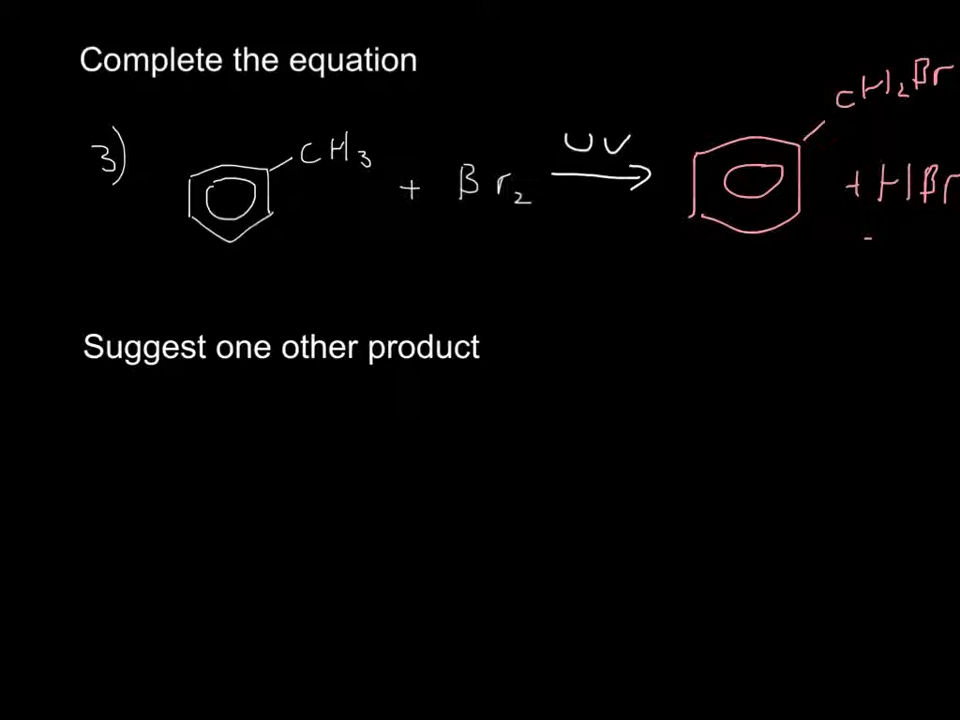 Complete the equation
3) CH3 + Br2 UV CH2Br + HBr
Suggest one other product